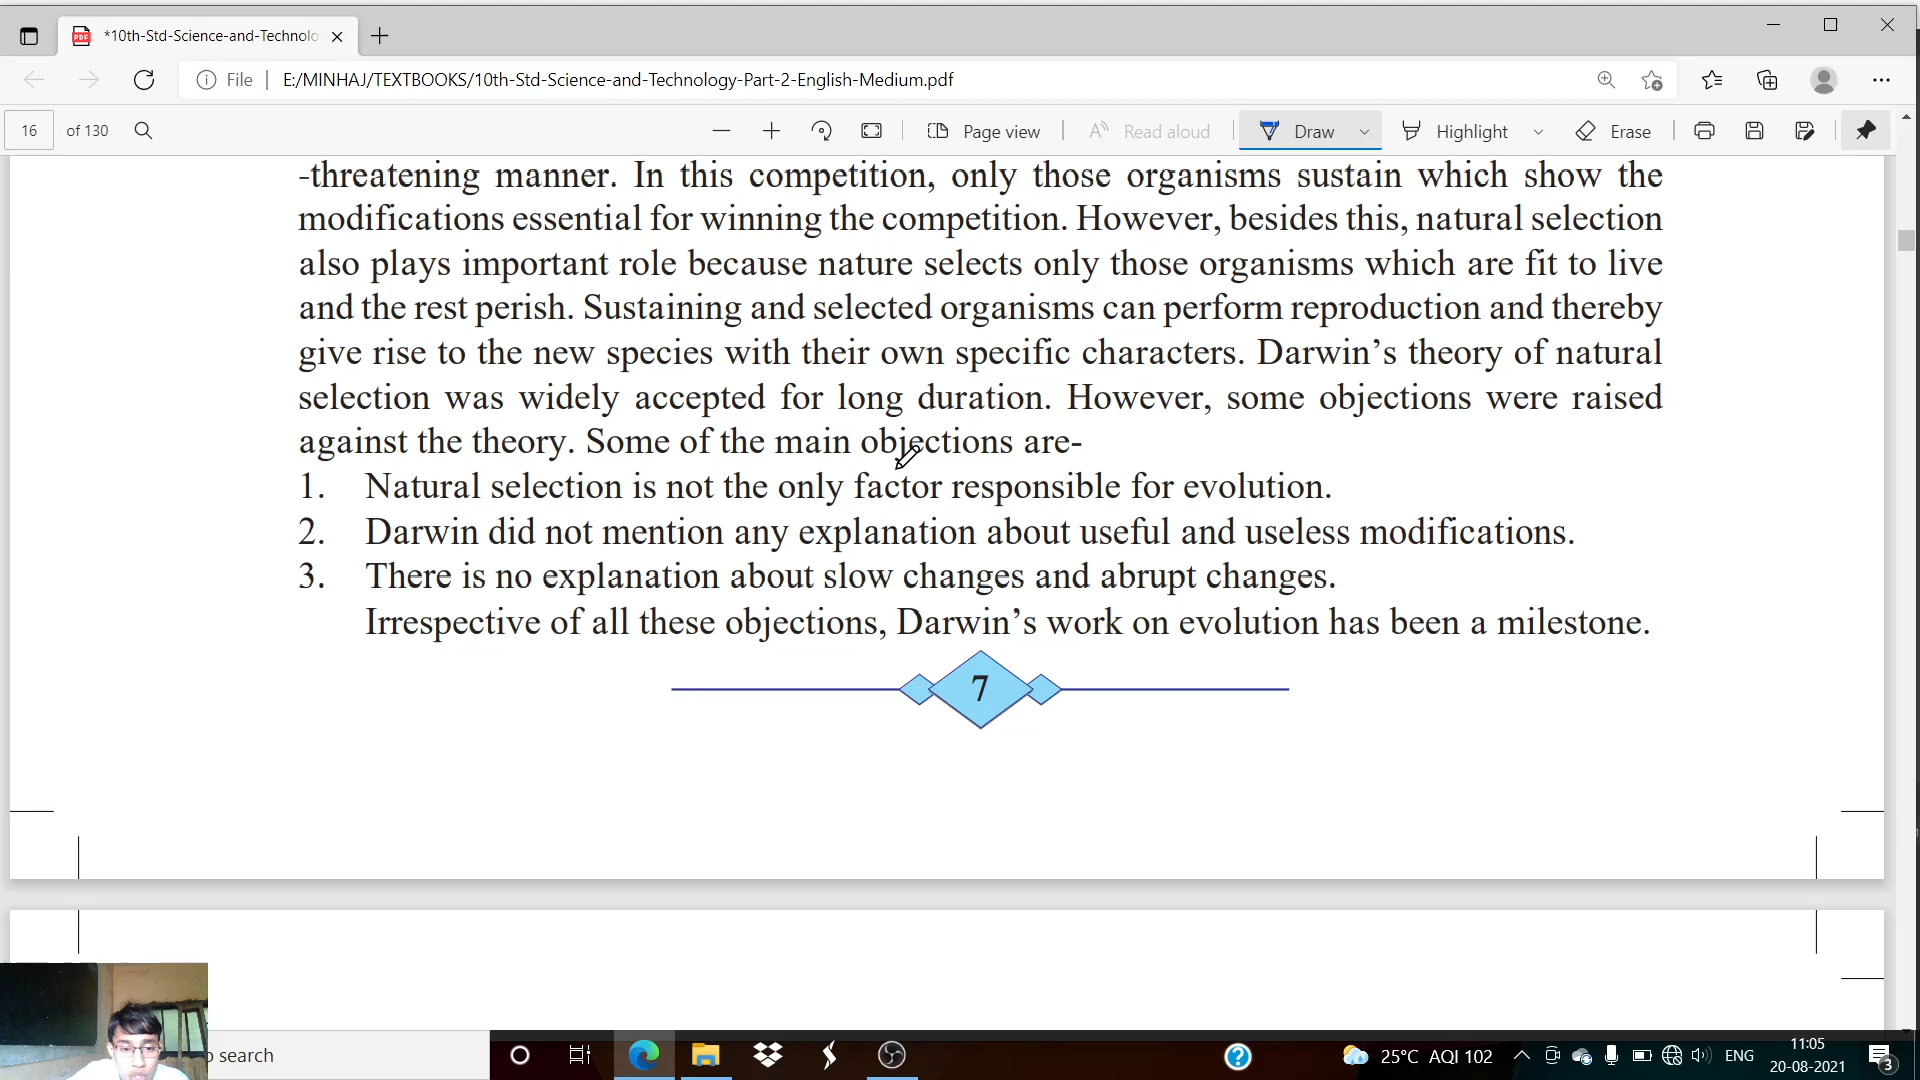 *10th-Std-Science-and-Technolo
File E:/MINHAJ/TEXTBOOKS/10th-Std-Science-and-Technology-Part-2-English-Medium.pdf
16 of 130 Page view Read aloud Draw Highlight Erase
-threatening manner. In this competition, only those organisms sustain which show the
modifications essential for winning the competition. However, besides this, natural selection
also plays important role because nature selects only those organisms which are fit to live
and the rest perish. Sustaining and selected organisms can perform reproduction and thereby
give rise to the new species with their own specific characters. Darwin's theory of natural
selection was widely accepted for long duration. However, some objections were raised
against the theory. Some of the main objections are-
1. Natural selection is not the only factor responsible for evolution.
2. Darwin did not mention any explanation about useful and useless modifications.
3. There is no explanation about slow changes and abrupt changes.
Irrespective of all these objections, Darwin's work on evolution has been a milestone.
7
search 25°C AQI 102 ENG 11:05
20-08-2021 3